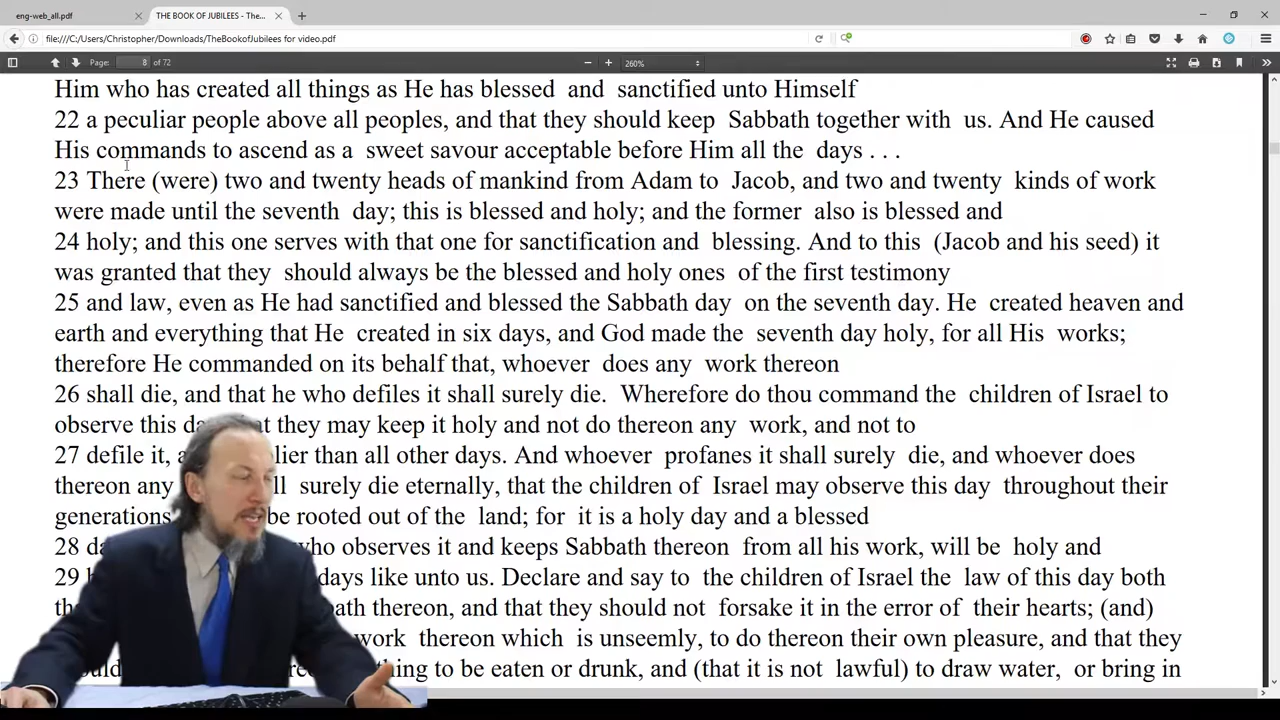 eng-web_all.pdf
THE BOOK OF JUBILEES - The...
file:///C:/Users/Christopher/Downloads/TheBookofJubilees for video.pdf
Page: 8 of 72
260%
Him who has created all things as He has blessed and sanctified unto Himself
22 a peculiar people above all peoples, and that they should keep Sabbath together with us. And He caused
His commands to ascend as a sweet savour acceptable before Him all the days . . .
23 There (were) two and twenty heads of mankind from Adam to Jacob, and two and twenty kinds of work
were made until the seventh day; this is blessed and holy; and the former also is blessed and
24 holy; and this one serves with that one for sanctification and blessing. And to this (Jacob and his seed) it
was granted that they should always be the blessed and holy ones of the first testimony
25 and law, even as He had sanctified and blessed the Sabbath day on the seventh day. He created heaven and
earth and everything that He created in six days, and God made the seventh day holy, for all His works;
therefore He commanded on its behalf that, whoever does any work thereon
26 shall die, and that he who defiles it shall surely die. Wherefore do thou command the children of Israel to
observe this they may keep it holy and not do thereon any work, and not to
27 defile it, than all other days. And whoever profanes it shall surely die, and whoever does
thereon any surely die eternally, that the children of Israel may observe this day throughout their
generations be rooted out of the land; for it is a holy day and a blessed
28 who observes it and keeps Sabbath thereon from all his work, will be holy and
29 days like unto us. Declare and say to the children of Israel the law of this day both
thereon, and that they should not forsake it in the error of their hearts; (and)
work thereon which is unseemly, to do thereon their own pleasure, and that they
to be eaten or drunk, and (that it is not lawful) to draw water, or bring in